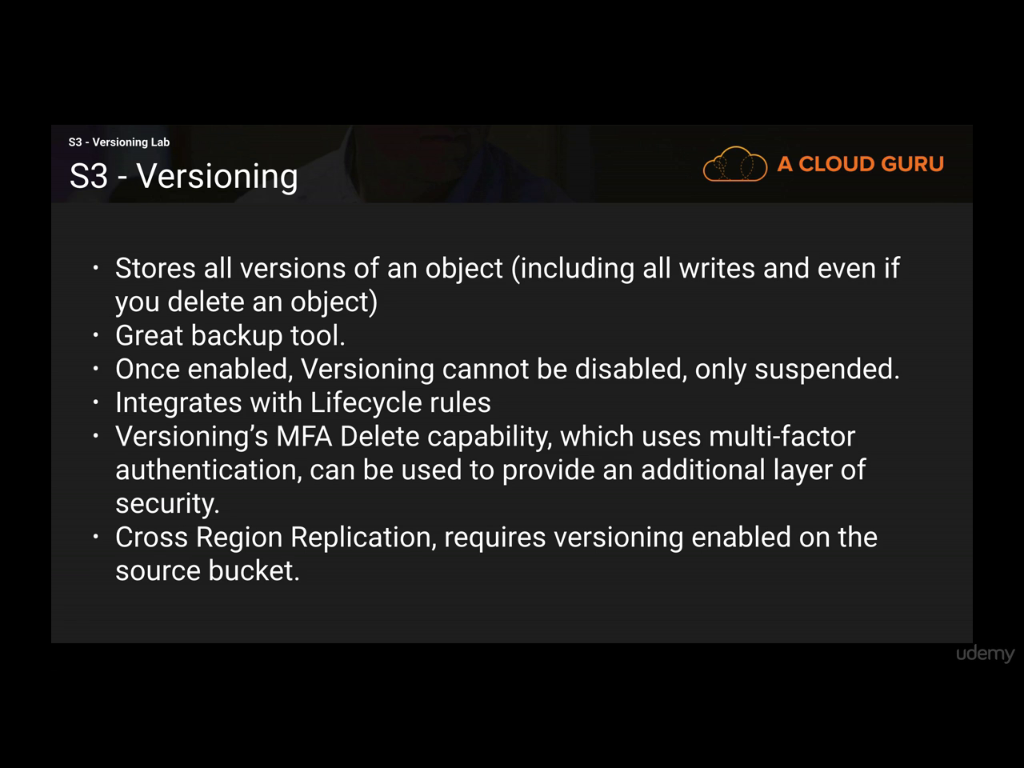 S3 - Versioning Lab
S3 - Versioning
A CLOUD GURU
· Stores all versions of an object (including all writes and even if
you delete an object)
· Great backup tool.
· Once enabled, Versioning cannot be disabled, only suspended.
· Integrates with Lifecycle rules
· Versioning’s MFA Delete capability, which uses multi-factor
authentication, can be used to provide an additional layer of
security.
· Cross Region Replication, requires versioning enabled on the
source bucket.
udemy